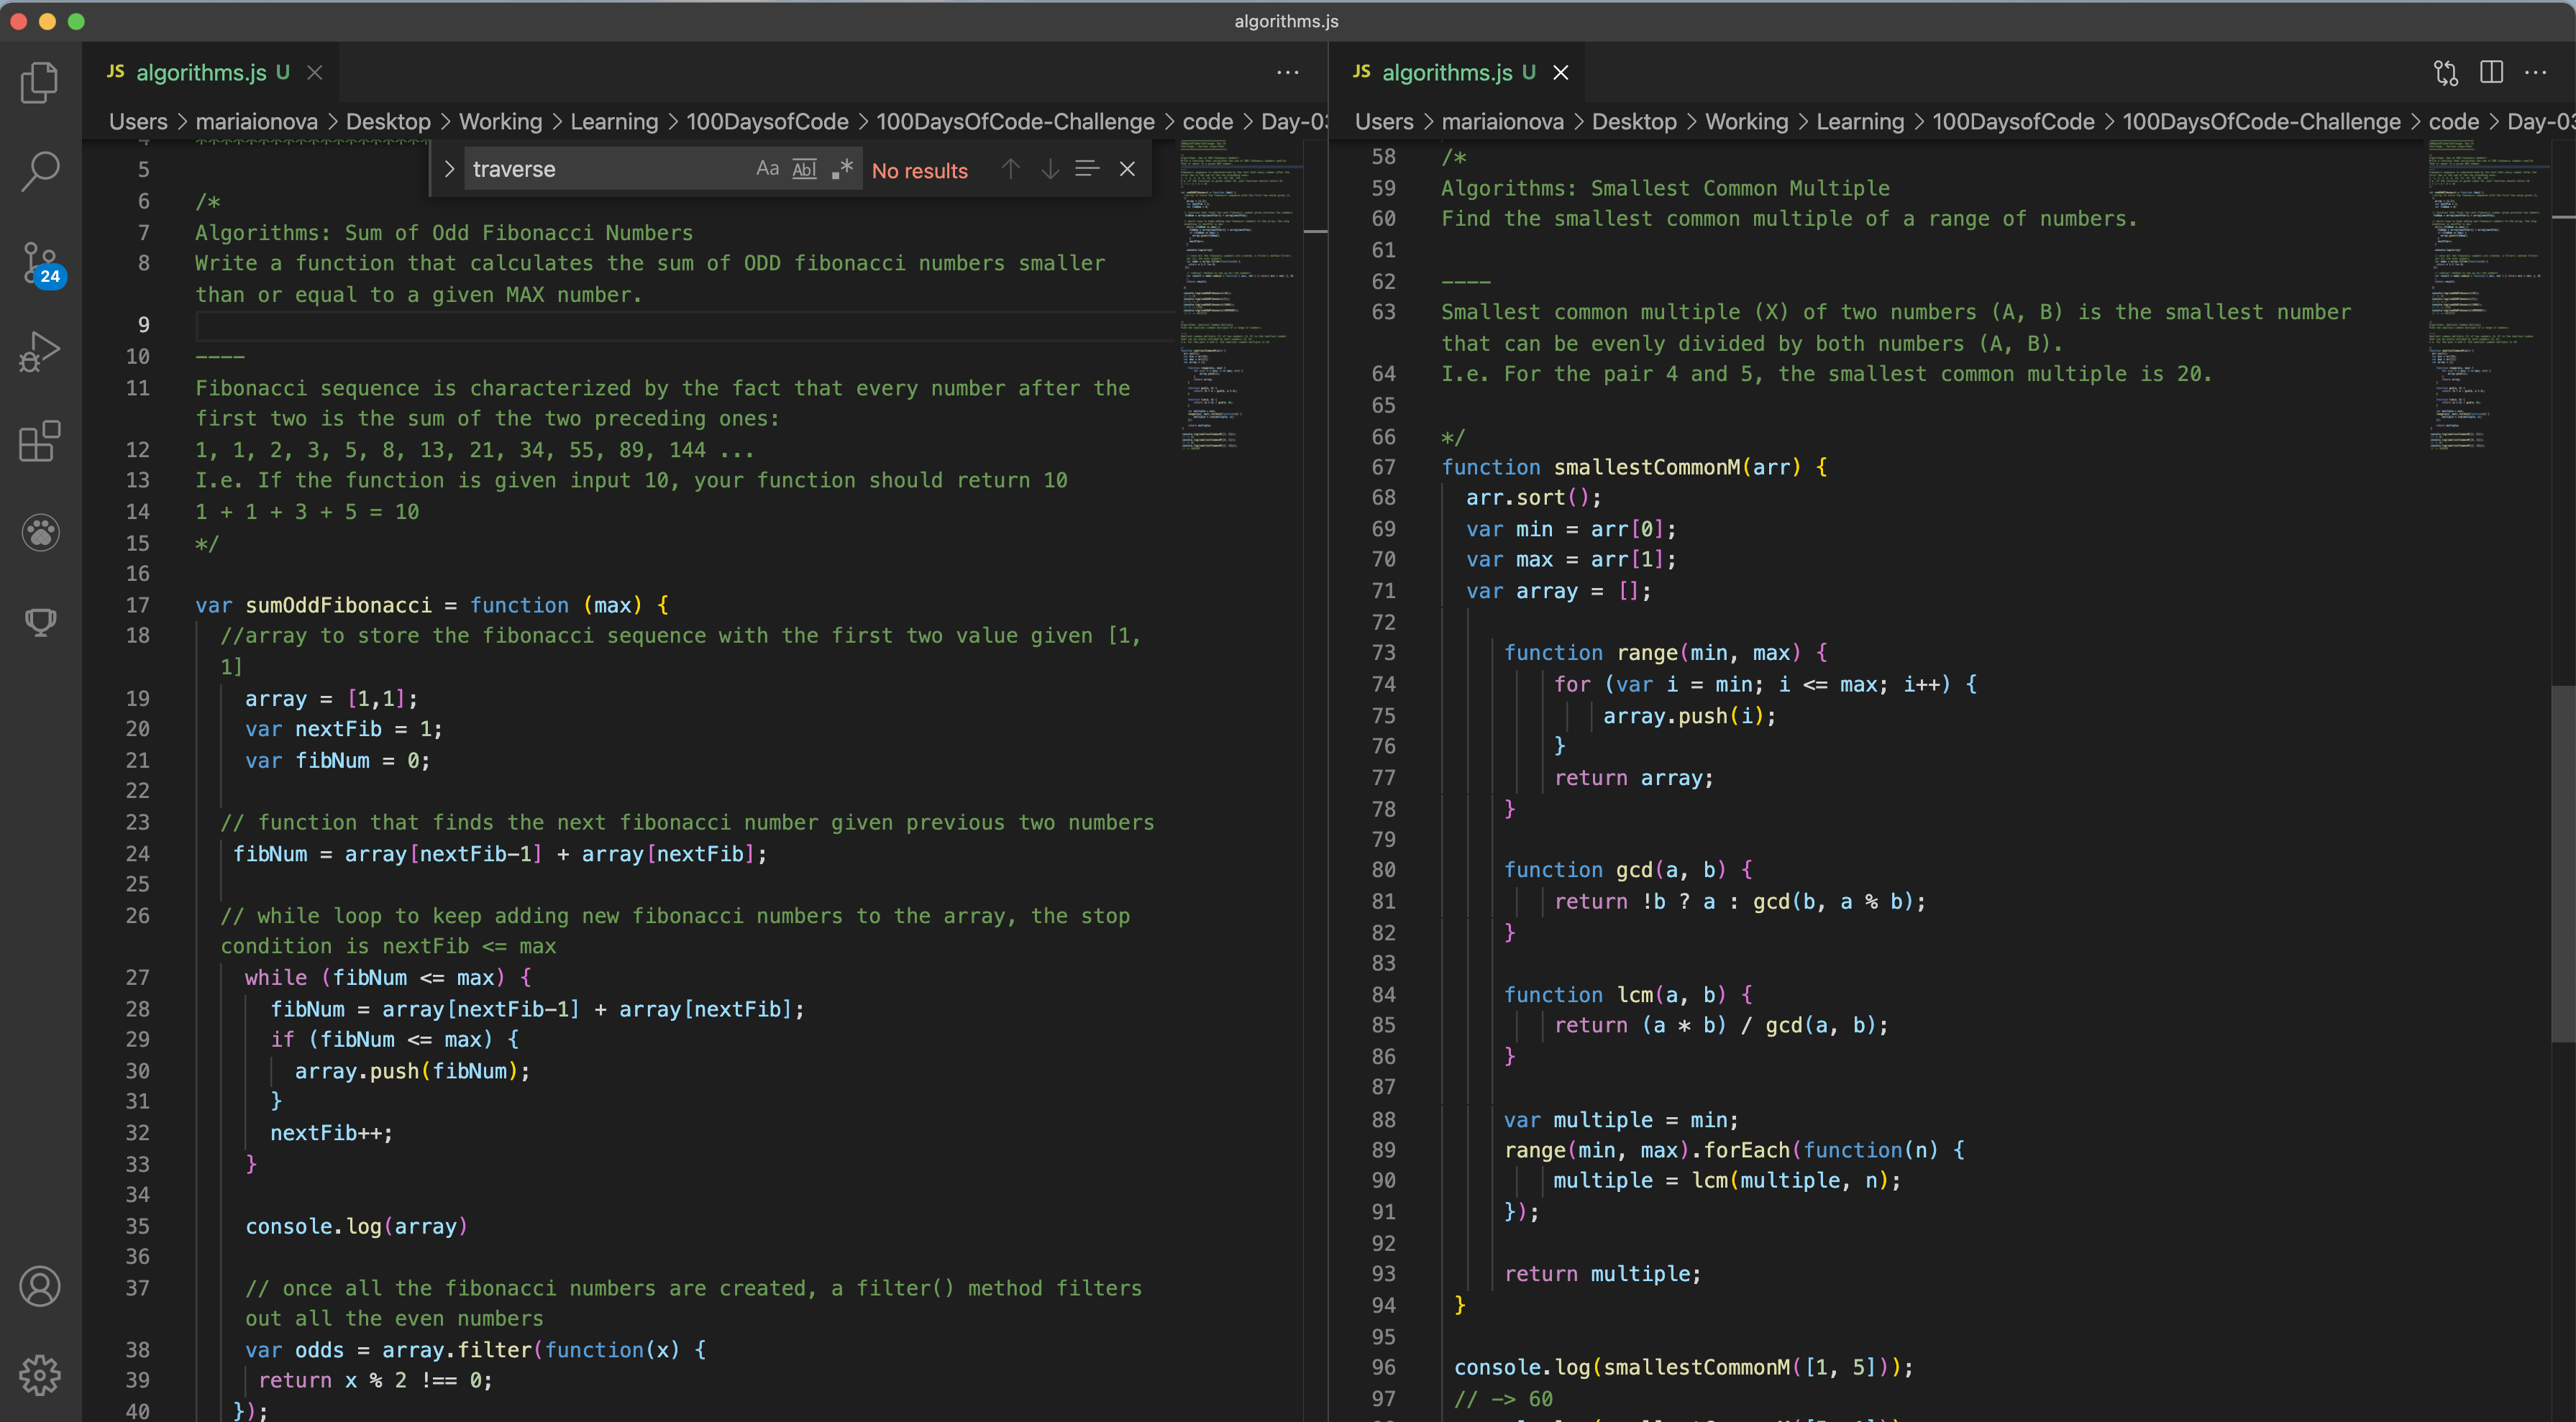 algorithms.js
JS algorithms.js U
Users > mariaionova > Desktop > Working > Learning > 100DaysofCode > 100DaysOfCode-Challenge > code > Day-03
traverse
Aa Abl .* No results
24
5
6 /*
7 Algorithms: Sum of Odd Fibonacci Numbers
8 Write a function that calculates the sum of ODD fibonacci numbers smaller
than or equal to a given MAX number.
9
10 ----
11 Fibonacci sequence is characterized by the fact that every number after the
first two is the sum of the two preceding ones:
12 1, 1, 2, 3, 5, 8, 13, 21, 34, 55, 89, 144 ...
13 I.e. If the function is given input 10, your function should return 10
14 1 + 1 + 3 + 5 = 10
15 */
16
17 var sumOddFibonacci = function (max) {
18 //array to store the fibonacci sequence with the first two value given [1,
1]
19 array = [1,1];
20 var nextFib = 1;
21 var fibNum = 0;
22
23 // function that finds the next fibonacci number given previous two numbers
24 fibNum = array[nextFib-1] + array[nextFib];
25
26 // while loop to keep adding new fibonacci numbers to the array, the stop
condition is nextFib <= max
27 while (fibNum <= max) {
28 fibNum = array[nextFib-1] + array[nextFib];
29 if (fibNum <= max) {
30 array.push(fibNum);
31 }
32 nextFib++;
33 }
34
35 console.log(array)
36
37 // once all the fibonacci numbers are created, a filter() method filters
out all the even numbers
38 var odds = array.filter(function(x) {
39 return x % 2 !== 0;
40 });
JS algorithms.js U
Users > mariaionova > Desktop > Working > Learning > 100DaysofCode > 100DaysOfCode-Challenge > code > Day-03
58 /*
59 Algorithms: Smallest Common Multiple
60 Find the smallest common multiple of a range of numbers.
61
62 ----
63 Smallest common multiple (X) of two numbers (A, B) is the smallest number
that can be evenly divided by both numbers (A, B).
64 I.e. For the pair 4 and 5, the smallest common multiple is 20.
65
66 */
67 function smallestCommonM(arr) {
68 arr.sort();
69 var min = arr[0];
70 var max = arr[1];
71 var array = [];
72
73 function range(min, max) {
74 for (var i = min; i <= max; i++) {
75 array.push(i);
76 }
77 return array;
78 }
79
80 function gcd(a, b) {
81 return !b ? a : gcd(b, a % b);
82 }
83
84 function lcm(a, b) {
85 return (a * b) / gcd(a, b);
86 }
87
88 var multiple = min;
89 range(min, max).forEach(function(n) {
90 multiple = lcm(multiple, n);
91 });
92
93 return multiple;
94 }
95
96 console.log(smallestCommonM([1, 5]));
97 // -> 60